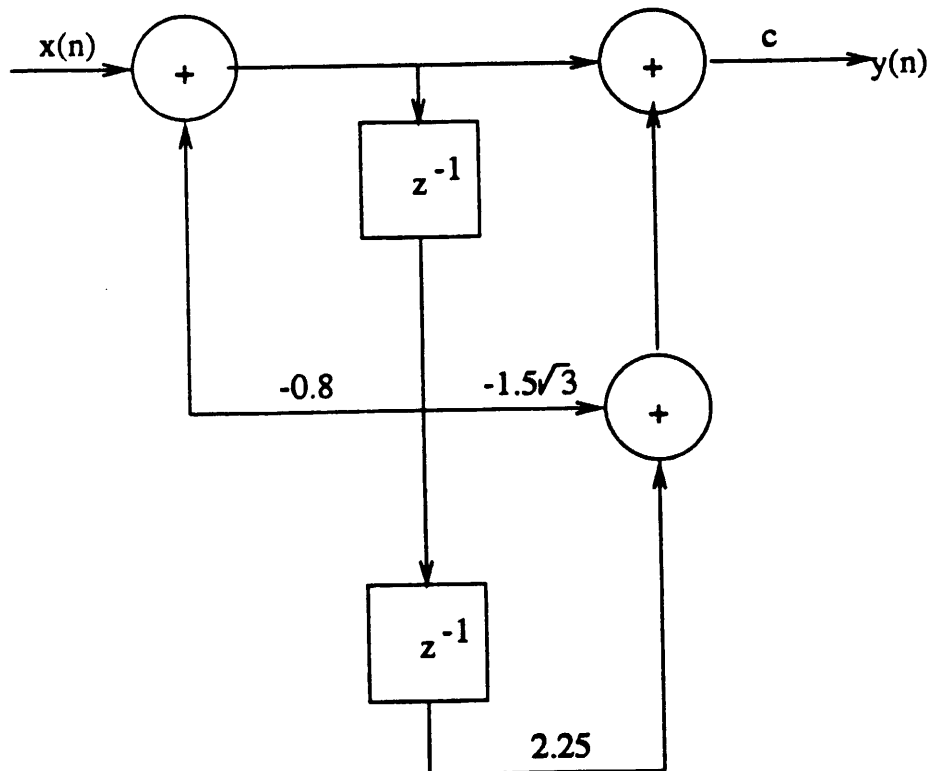 x(n)
+
+
c
y(n)
z⁻¹
-0.8
-1.5√3
+
z⁻¹
2.25